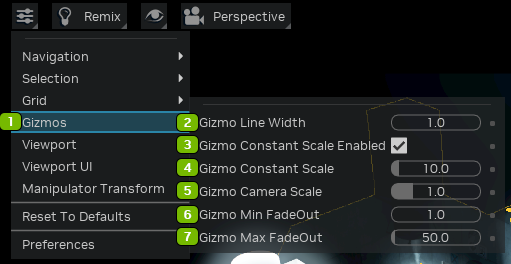 Remix
Perspective
Navigation
Selection
Grid
1 Gizmos
Viewport
Viewport UI
Manipulator Transform
Reset To Defaults
Preferences
2 Gizmo Line Width 1.0
3 Gizmo Constant Scale Enabled
4 Gizmo Constant Scale 10.0
5 Gizmo Camera Scale 1.0
6 Gizmo Min FadeOut 1.0
7 Gizmo Max FadeOut 50.0